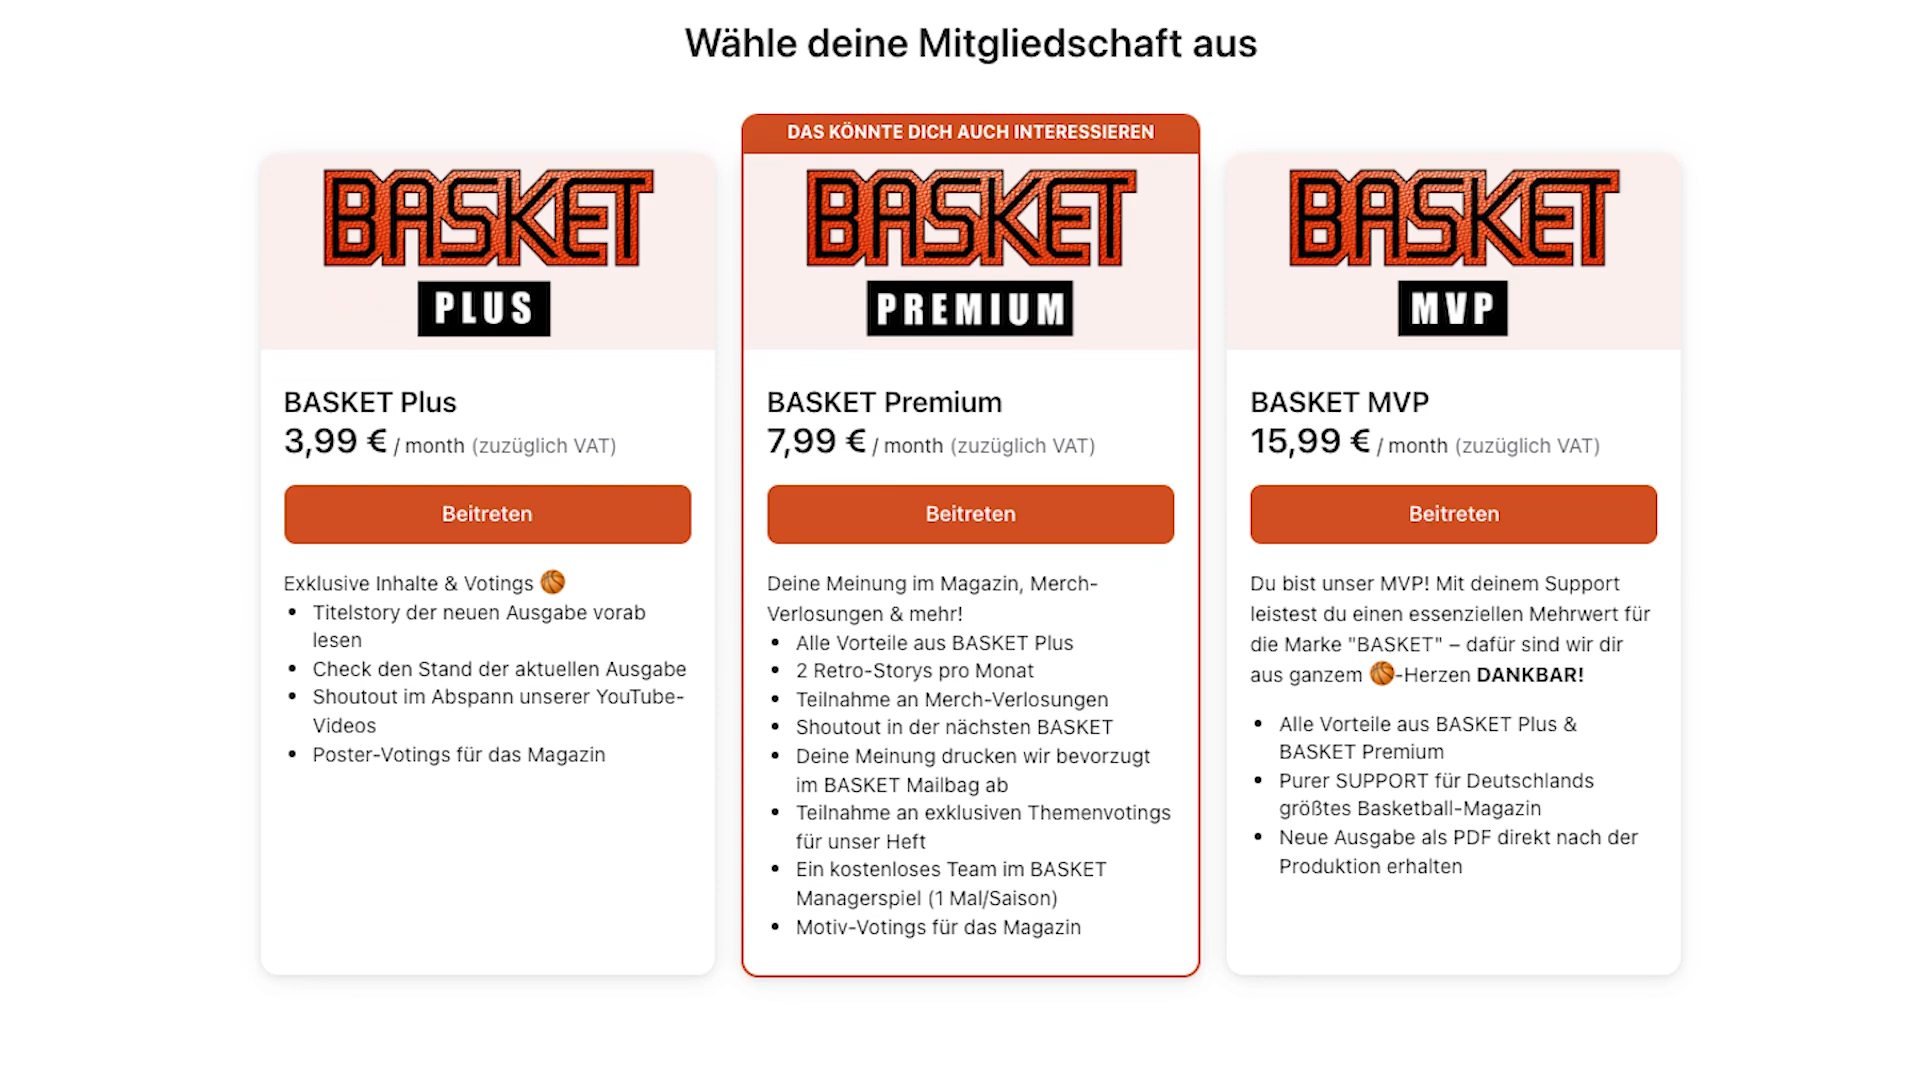 Wähle deine Mitgliedschaft aus
BASKET
PLUS
BASKET Plus
3,99 € / month (zuzüglich VAT)
Beitreten
Exklusive Inhalte & Votings 🏀
• Titelstory der neuen Ausgabe vorab
lesen
• Check den Stand der aktuellen Ausgabe
• Shoutout im Abspann unserer YouTube-
Videos
• Poster-Votings für das Magazin
DAS KÖNNTE DICH AUCH INTERESSIEREN
BASKET
PREMIUM
BASKET Premium
7,99 € / month (zuzüglich VAT)
Beitreten
Deine Meinung im Magazin, Merch-
Verlosungen & mehr!
• Alle Vorteile aus BASKET Plus
• 2 Retro-Storys pro Monat
• Teilnahme an Merch-Verlosungen
• Shoutout in der nächsten BASKET
• Deine Meinung drucken wir bevorzugt
im BASKET Mailbag ab
• Teilnahme an exklusiven Themenvotings
für unser Heft
• Ein kostenloses Team im BASKET
Managerspiel (1 Mal/Saison)
• Motiv-Votings für das Magazin
BASKET
MVP
BASKET MVP
15,99 € / month (zuzüglich VAT)
Beitreten
Du bist unser MVP! Mit deinem Support
leistest du einen essenziellen Mehrwert für
die Marke "BASKET" – dafür sind wir dir
aus ganzem 🏀-Herzen DANKBAR!
• Alle Vorteile aus BASKET Plus &
BASKET Premium
• Purer SUPPORT für Deutschlands
größtes Basketball-Magazin
• Neue Ausgabe als PDF direkt nach der
Produktion erhalten